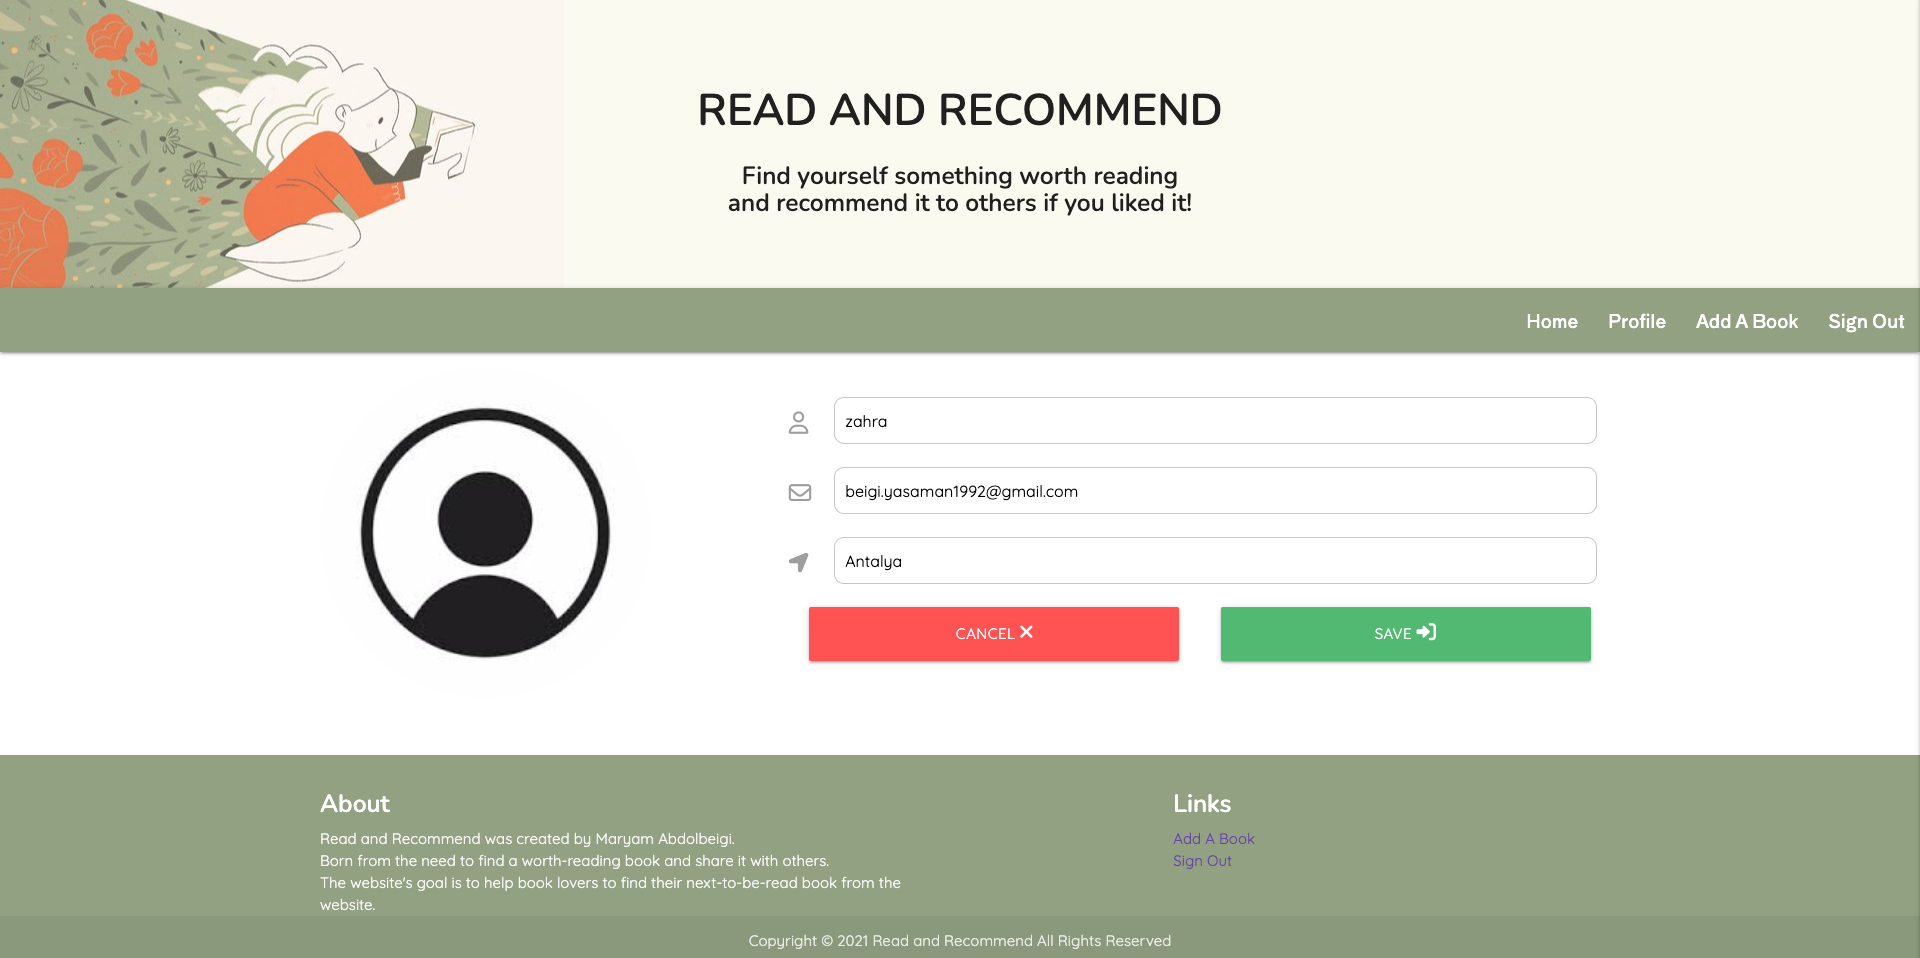 READ AND RECOMMEND
Find yourself something worth reading
and recommend it to others if you liked it!
Home Profile Add A Book Sign Out
zahra
beigi.yasaman1992@gmail.com
Antalya
CANCEL
SAVE
About
Read and Recommend was created by Maryam Abdolbeigi.
Born from the need to find a worth-reading book and share it with others.
The website's goal is to help book lovers to find their next-to-be-read book from the
website.
Links
Add A Book
Sign Out
Copyright © 2021 Read and Recommend All Rights Reserved